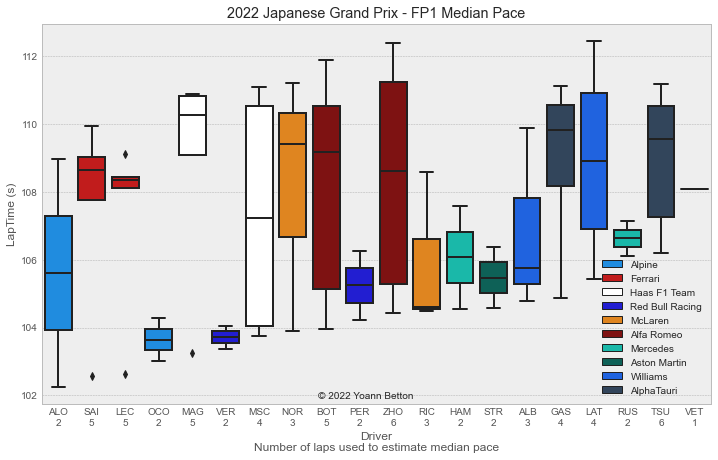 2022 Japanese Grand Prix - FP1 Median Pace
LapTime (s)
112
110
108
106
104
102
Alpine
Ferrari
Haas F1 Team
Red Bull Racing
McLaren
Alfa Romeo
Mercedes
Aston Martin
Williams
AlphaTauri
© 2022 Yoann Betton
ALO SAI LEC OCO MAG VER MSC NOR BOT PER ZHO RIC HAM STR ALB GAS LAT RUS TSU VET
2 5 5 2 5 2 4 3 5 2 6 3 2 2 3 4 4 2 6 1
Driver
Number of laps used to estimate median pace